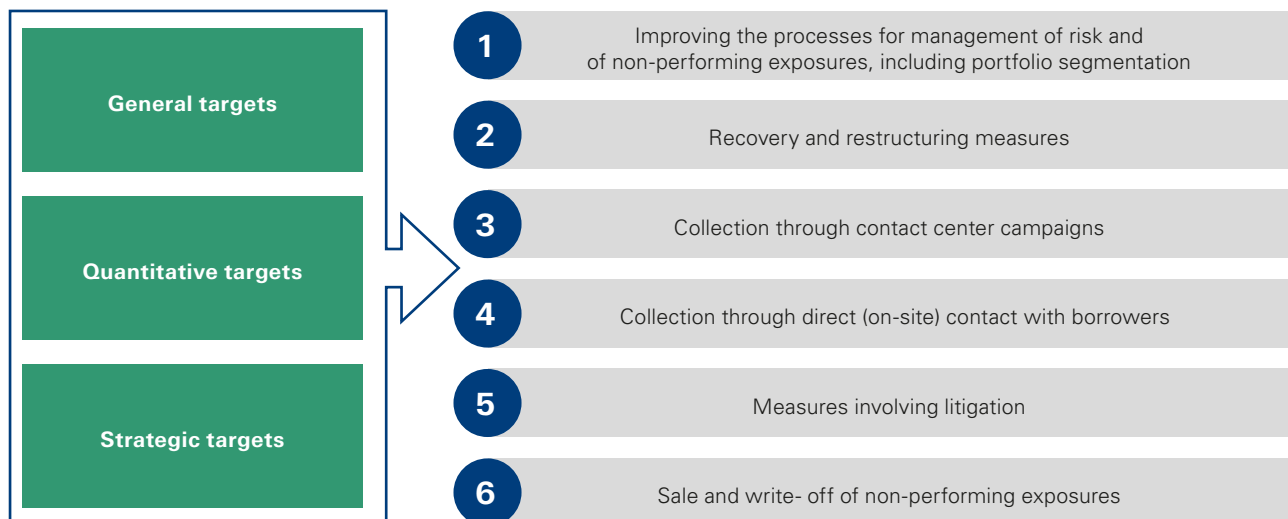 General targets
Quantitative targets
Strategic targets
1
Improving the processes for management of risk and
of non-performing exposures, including portfolio segmentation
2
Recovery and restructuring measures
3
Collection through contact center campaigns
4
Collection through direct (on-site) contact with borrowers
5
Measures involving litigation
6
Sale and write- off of non-performing exposures